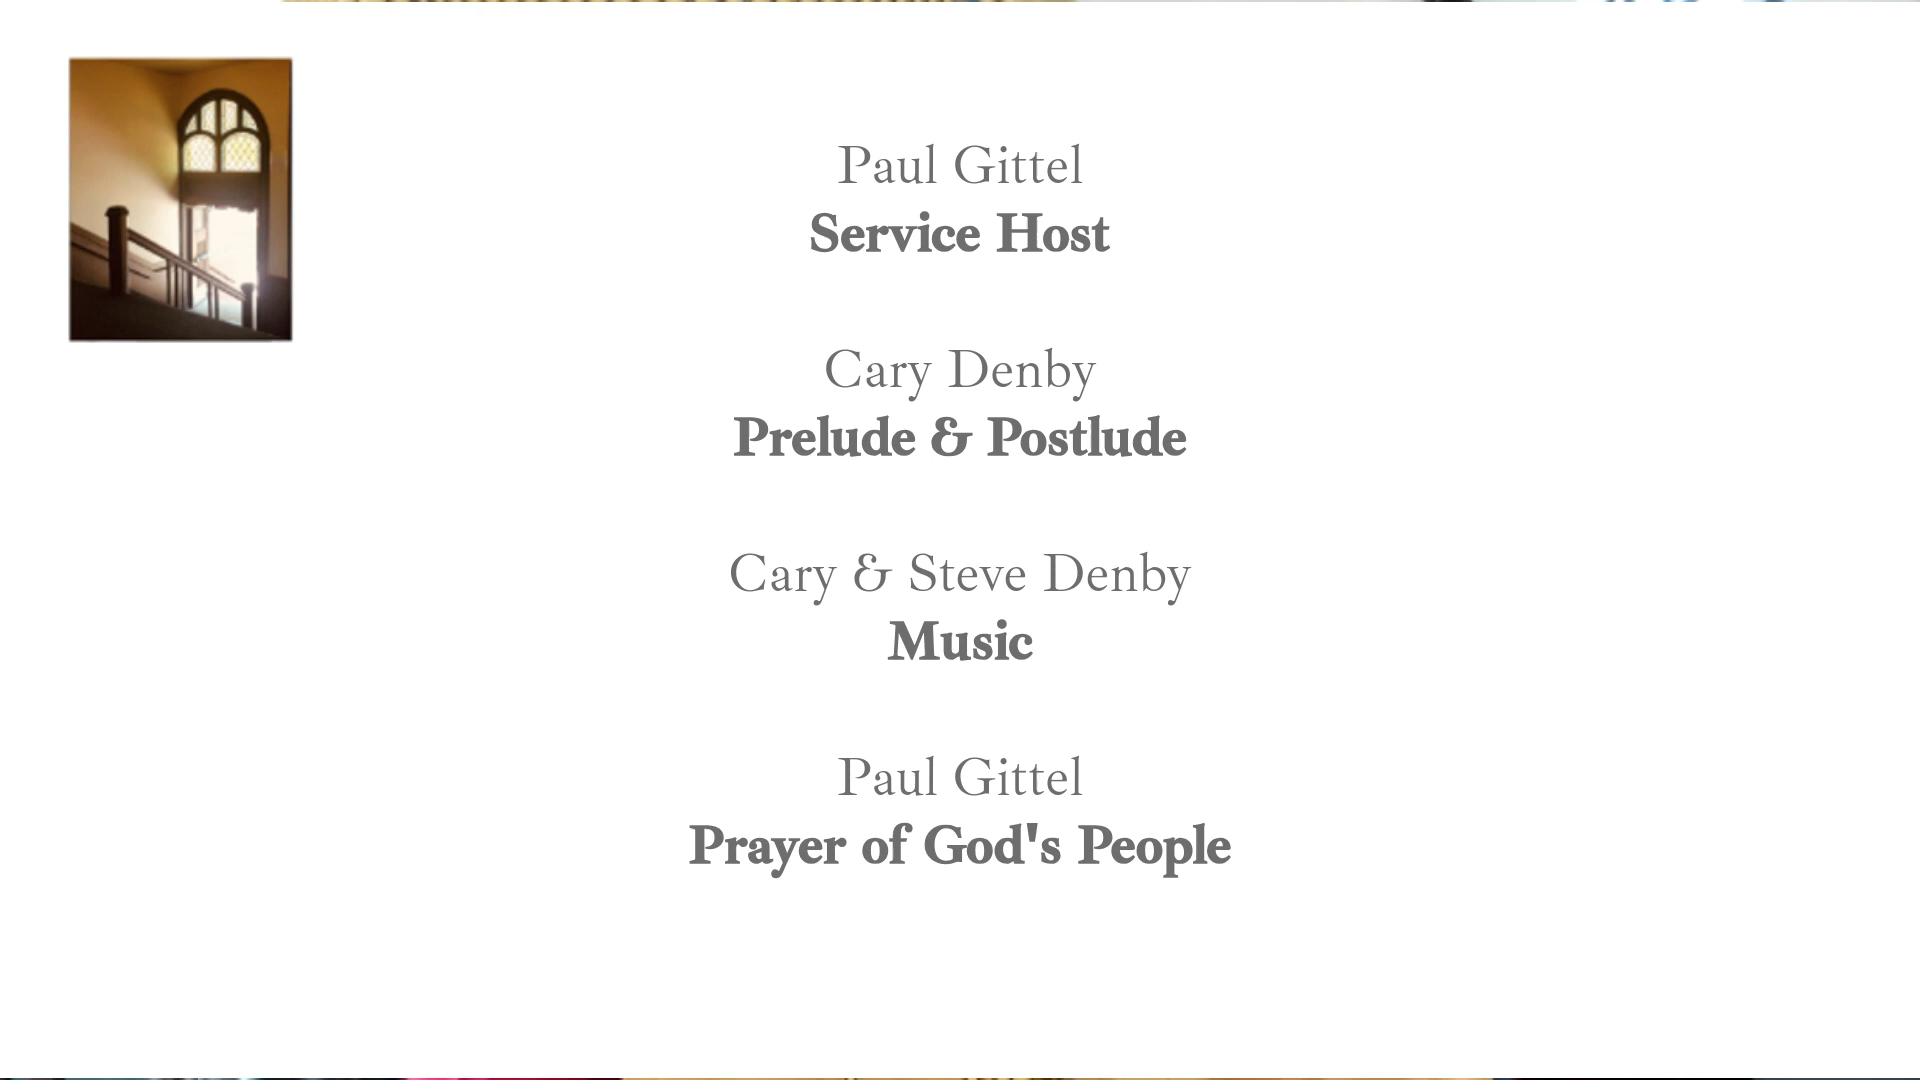 Paul Gittel
Service Host
Cary Denby
Prelude & Postlude
Cary & Steve Denby
Music
Paul Gittel
Prayer of God's People